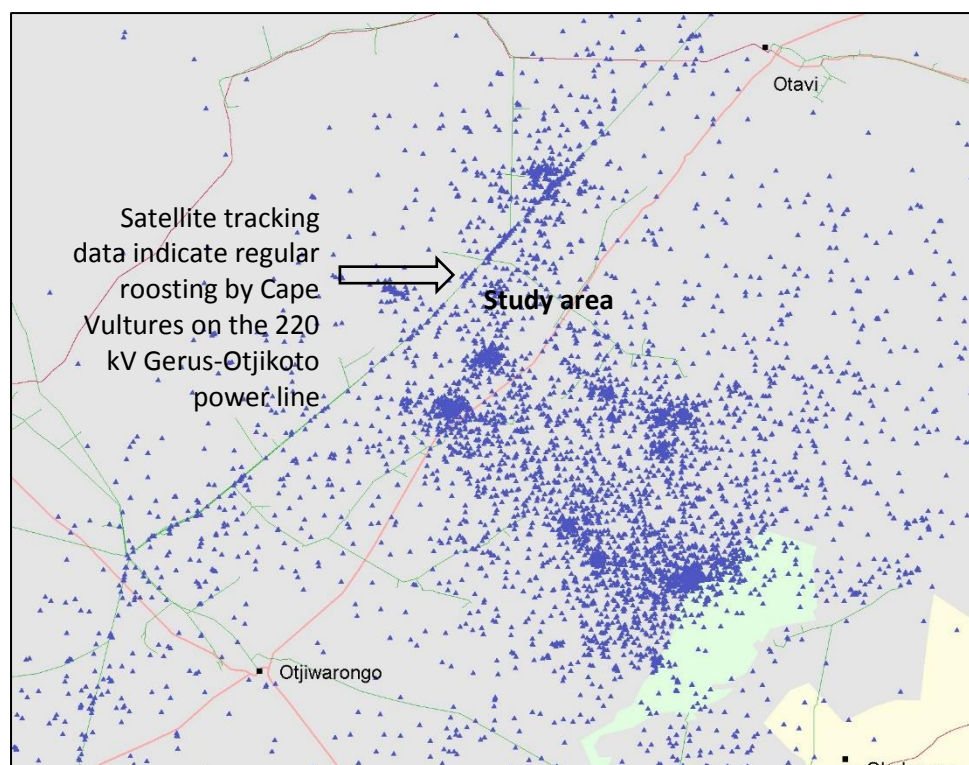 Otavi
Satellite tracking
data indicate regular
roosting by Cape
Vultures on the 220
kV Gerus-Otjikoto
power line
Study area
Otjiwarongo